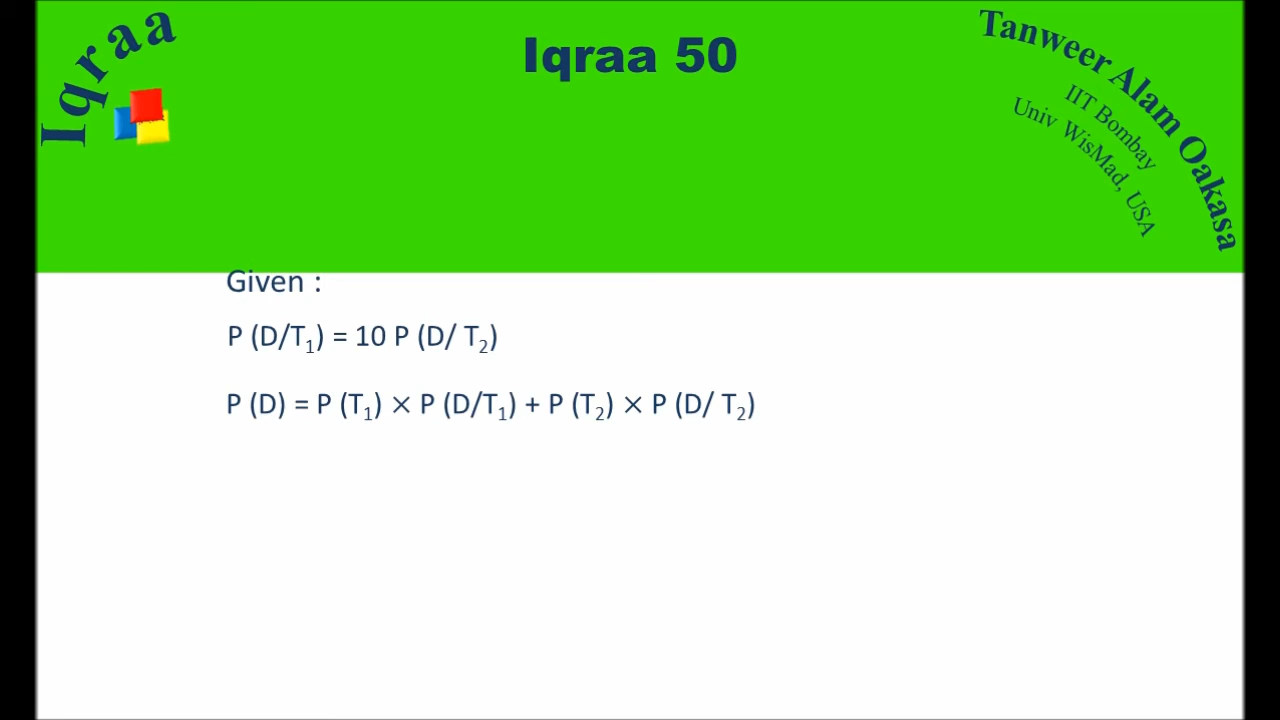 Iqraa
Iqraa 50
Tanweer Alam Oakasa
IIT Bombay
Univ WisMad, USA
Given :
P (D/T₁) = 10 P (D/ T₂)
P (D) = P (T₁) × P (D/T₁) + P (T₂) × P (D/ T₂)